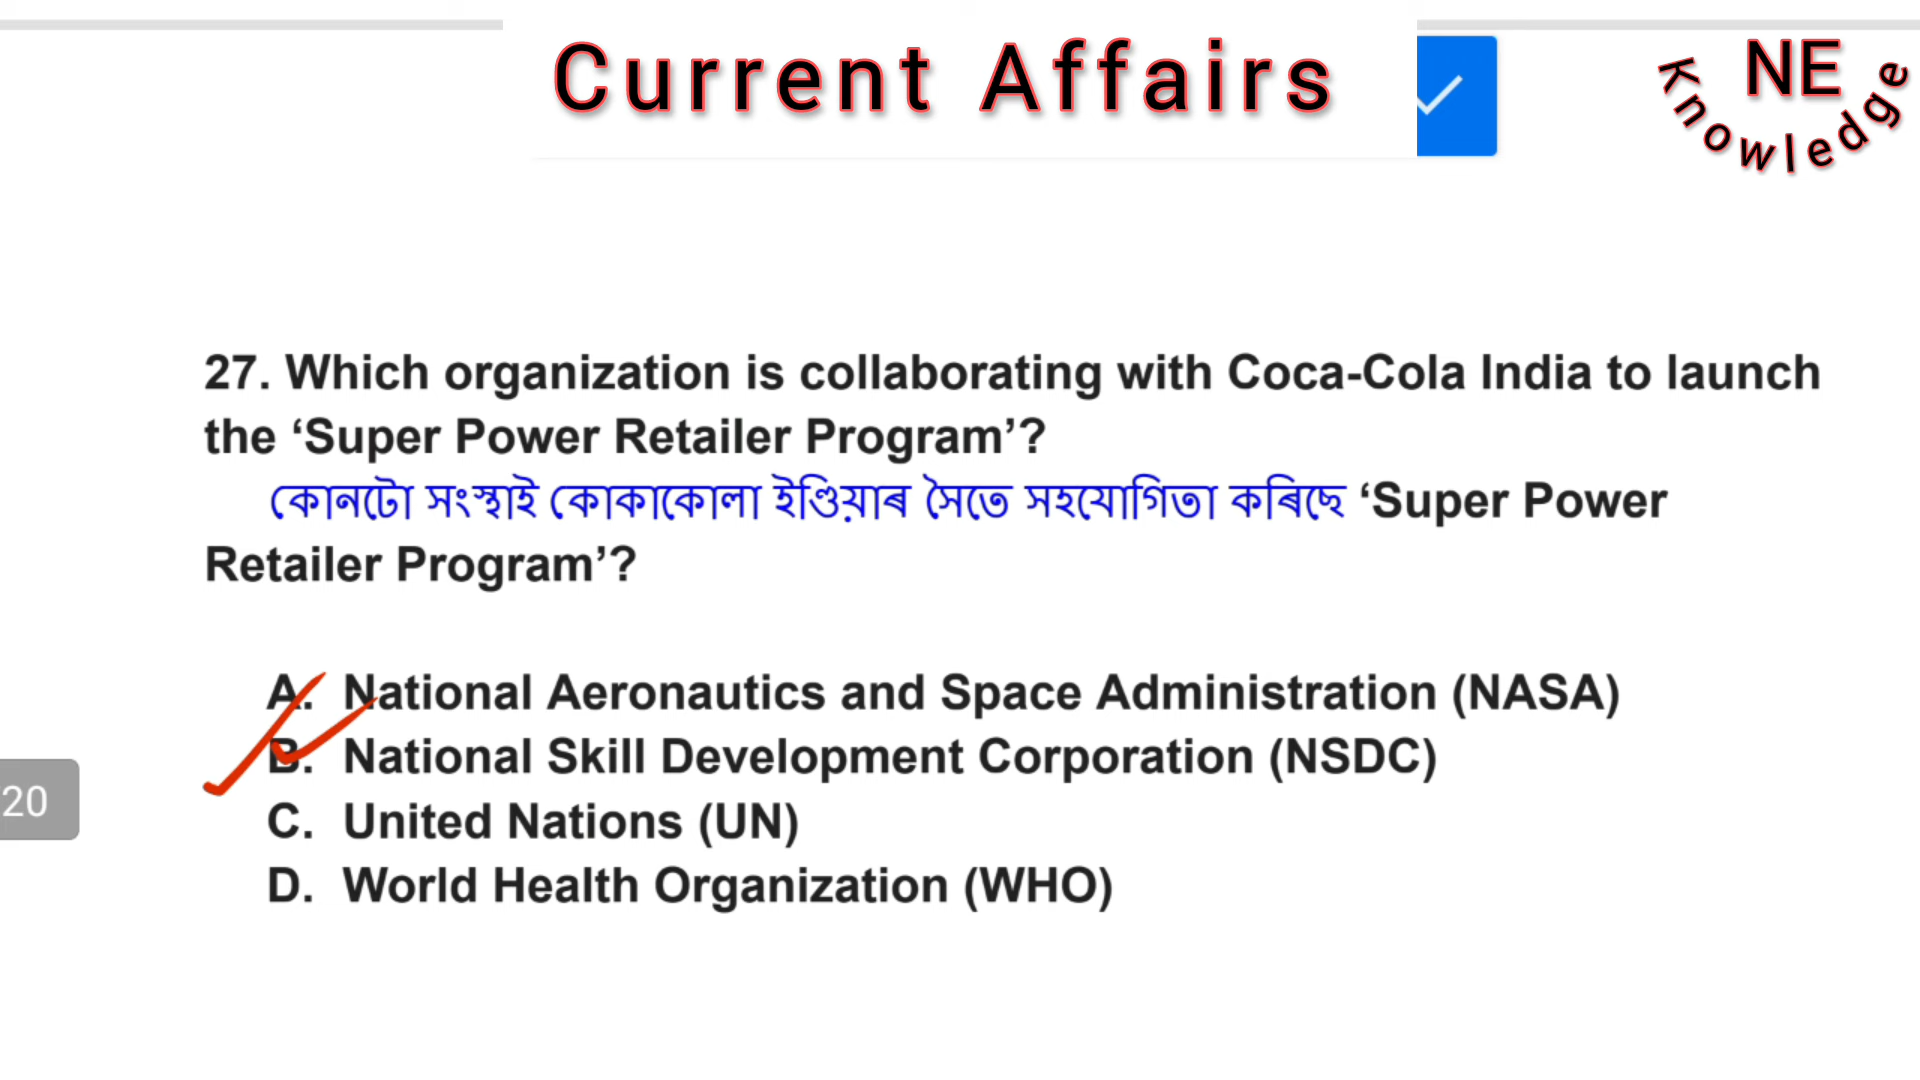 Current Affairs
NE
Knowledge
27. Which organization is collaborating with Coca-Cola India to launch
the ‘Super Power Retailer Program’?
কোনটো সংস্থাই কোকাকোলা ইণ্ডিয়াৰ সৈতে সহযোগিতা কৰিছে ‘Super Power
Retailer Program’?
A. National Aeronautics and Space Administration (NASA)
B. National Skill Development Corporation (NSDC)
20
C. United Nations (UN)
D. World Health Organization (WHO)